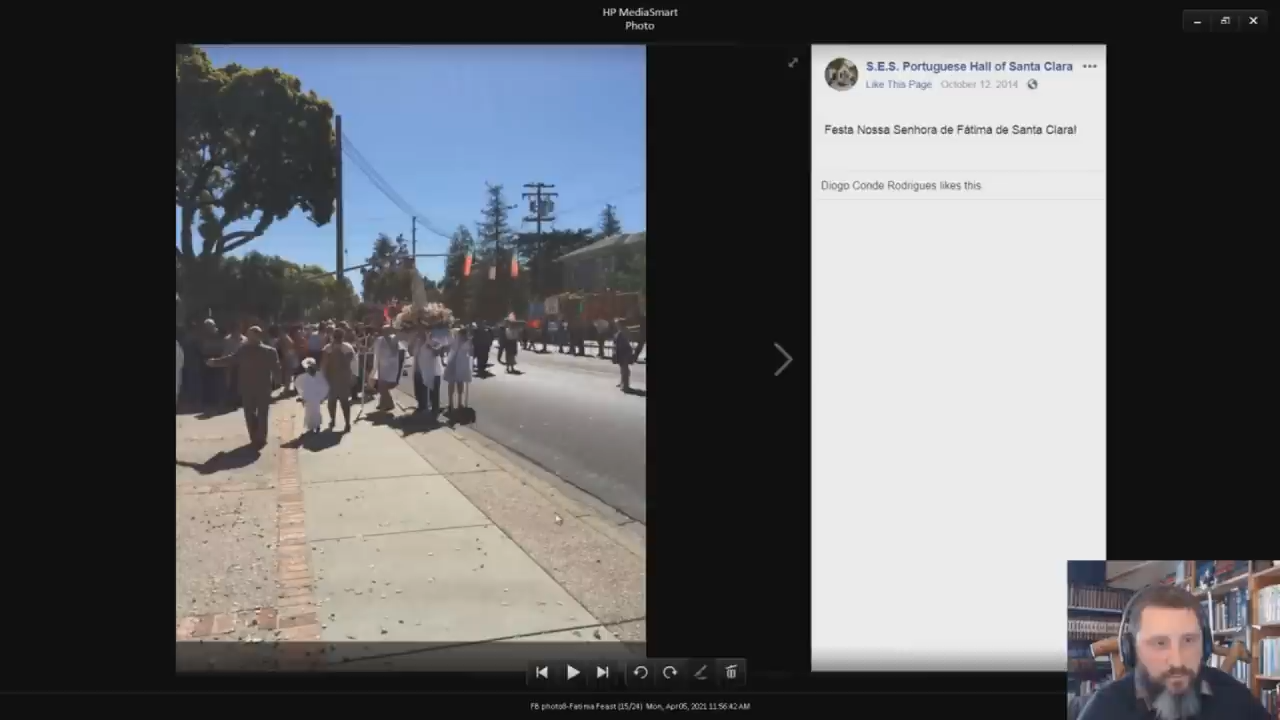 HP MediaSmart
Photo
S.E.S. Portuguese Hall of Santa Clara
Like This Page October 12, 2014
Festa Nossa Senhora de Fátima de Santa Clara!
Diogo Conde Rodrigues likes this
FB photo8-Fatima Feast (15/24) Mon, Apr 05, 2021 11:56:42 AM